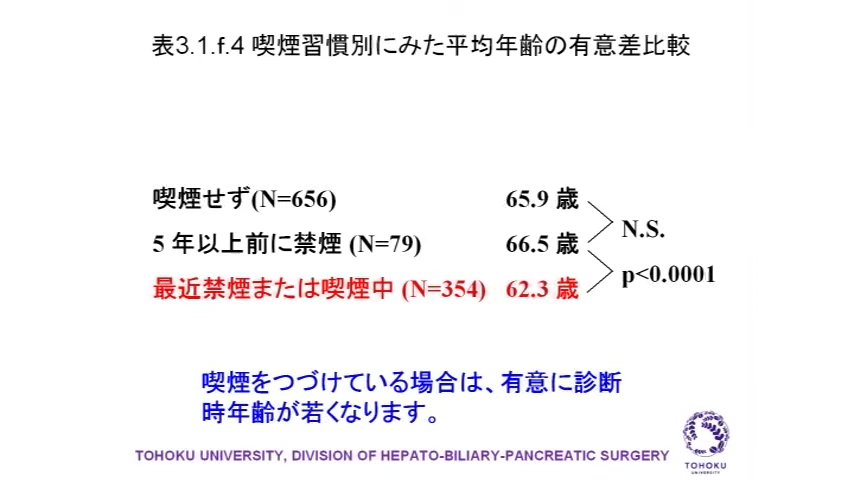 表3.1.f.4 喫煙習慣別にみた平均年齢の有意差比較
喫煙せず(N=656) 65.9 歳
N.S.
5 年以上前に禁煙 (N=79) 66.5 歳
p<0.0001
最近禁煙または喫煙中 (N=354) 62.3 歳
喫煙をつづけている場合は、有意に診断
時年齢が若くなります。
TOHOKU UNIVERSITY, DIVISION OF HEPATO-BILIARY-PANCREATIC SURGERY
TOHOKU
UNIVERSITY